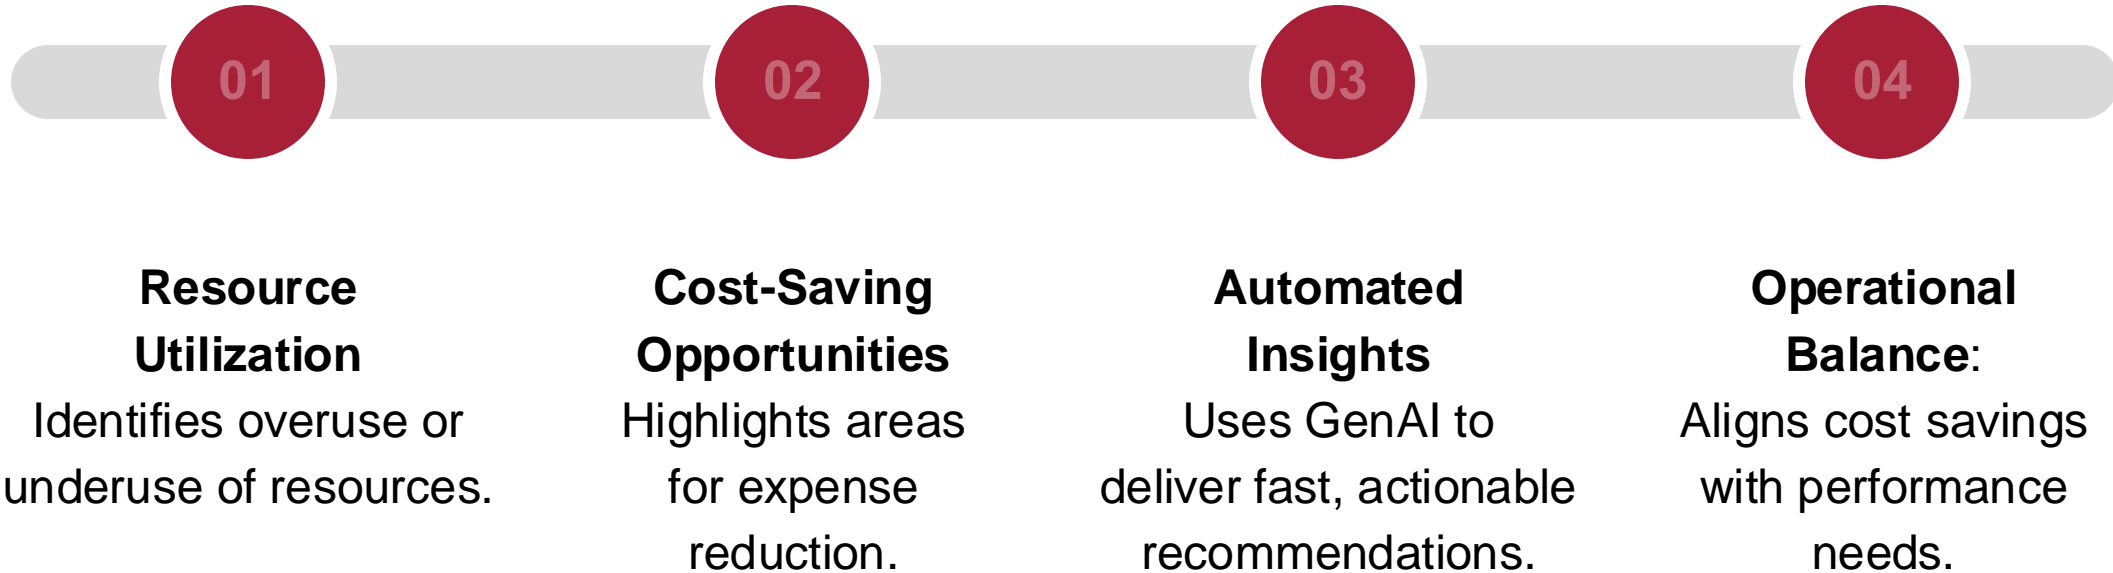 01
02
03
04
Resource
Utilization
Identifies overuse or
underuse of resources.
Cost-Saving
Opportunities
Highlights areas
for expense
reduction.
Automated
Insights
Uses GenAI to
deliver fast, actionable
recommendations.
Operational
Balance:
Aligns cost savings
with performance
needs.